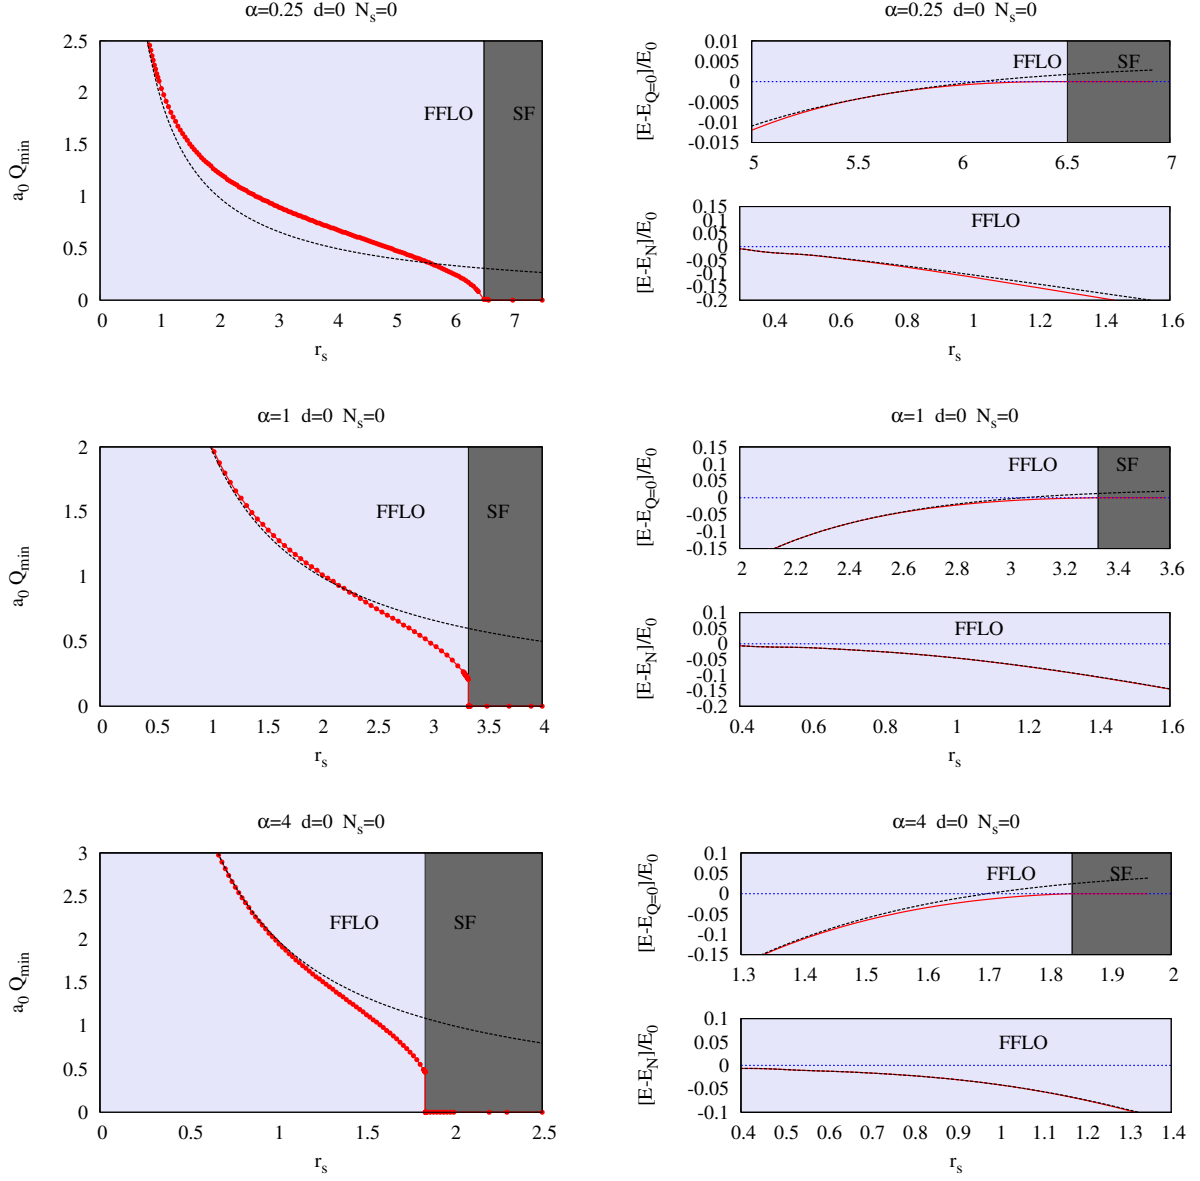 α=0.25 d=0 N_s=0
2.5
2
1.5
1
0.5
0
a_0 Q_min
FFLO
SF
0 1 2 3 4 5 6 7
r_s
α=0.25 d=0 N_s=0
0.01
0.005
0
-0.005
-0.01
-0.015
[E-E_Q=0]/E_0
FFLO
SF
5 5.5 6 6.5 7
0.15
0.1
0.05
0
-0.05
-0.1
-0.15
-0.2
[E-E_N]/E_0
FFLO
0.4 0.6 0.8 1 1.2 1.4 1.6
r_s
α=1 d=0 N_s=0
2
1.5
1
0.5
0
a_0 Q_min
FFLO
SF
0 0.5 1 1.5 2 2.5 3 3.5 4
r_s
α=1 d=0 N_s=0
0.15
0.1
0.05
0
-0.05
-0.1
-0.15
[E-E_Q=0]/E_0
FFLO
SF
2 2.2 2.4 2.6 2.8 3 3.2 3.4 3.6
0.1
0.05
0
-0.05
-0.1
-0.15
-0.2
[E-E_N]/E_0
FFLO
0.4 0.6 0.8 1 1.2 1.4 1.6
r_s
α=4 d=0 N_s=0
3
2.5
2
1.5
1
0.5
0
a_0 Q_min
FFLO
SF
0 0.5 1 1.5 2 2.5
r_s
α=4 d=0 N_s=0
0.1
0.05
0
-0.05
-0.1
-0.15
[E-E_Q=0]/E_0
FFLO
SF
1.3 1.4 1.5 1.6 1.7 1.8 1.9 2
0.1
0.05
0
-0.05
-0.1
[E-E_N]/E_0
FFLO
0.4 0.5 0.6 0.7 0.8 0.9 1 1.1 1.2 1.3 1.4
r_s